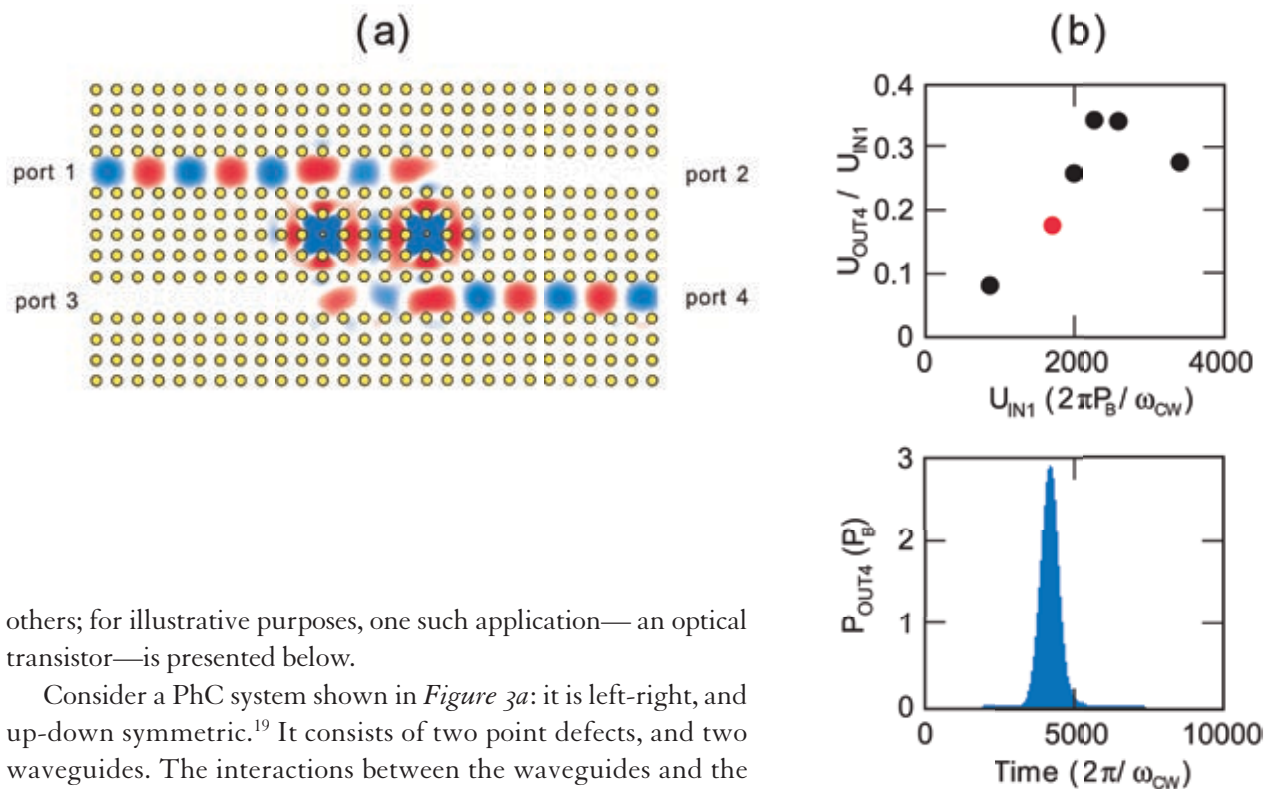 (a)
port 1
port 2
port 3
port 4
(b)
0.4
0.3
0.2
0.1
0
U_OUT4 / U_IN1
0
2000
4000
U_IN1 (2πP_B/ ω_CW)
3
2
1
0
P_OUT4 (P_B)
0
5000
10000
Time (2π/ ω_CW)
others; for illustrative purposes, one such application— an optical
transistor—is presented below.
Consider a PhC system shown in Figure 3a: it is left-right, and
up-down symmetric.19 It consists of two point defects, and two
waveguides. The interactions between the waveguides and the